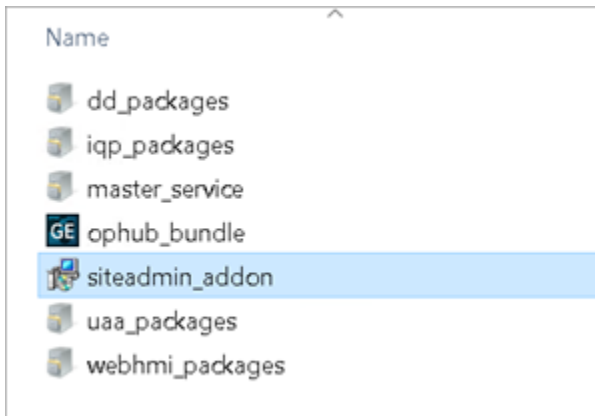 Name
dd_packages
iqp_packages
master_service
GE ophub_bundle
siteadmin_addon
uaa_packages
webhmi_packages